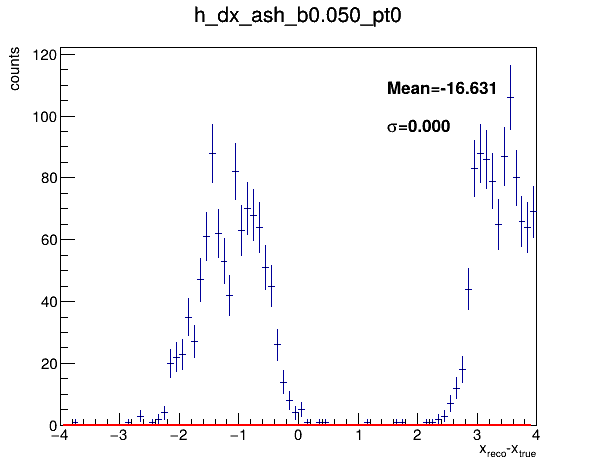 h_dx_ash_b0.050_pt0
counts
120
Mean=-16.631
100
σ=0.000
80
60
40
20
0
−4 −3 −2 −1 0 1 2 3 4
x_reco-x_true